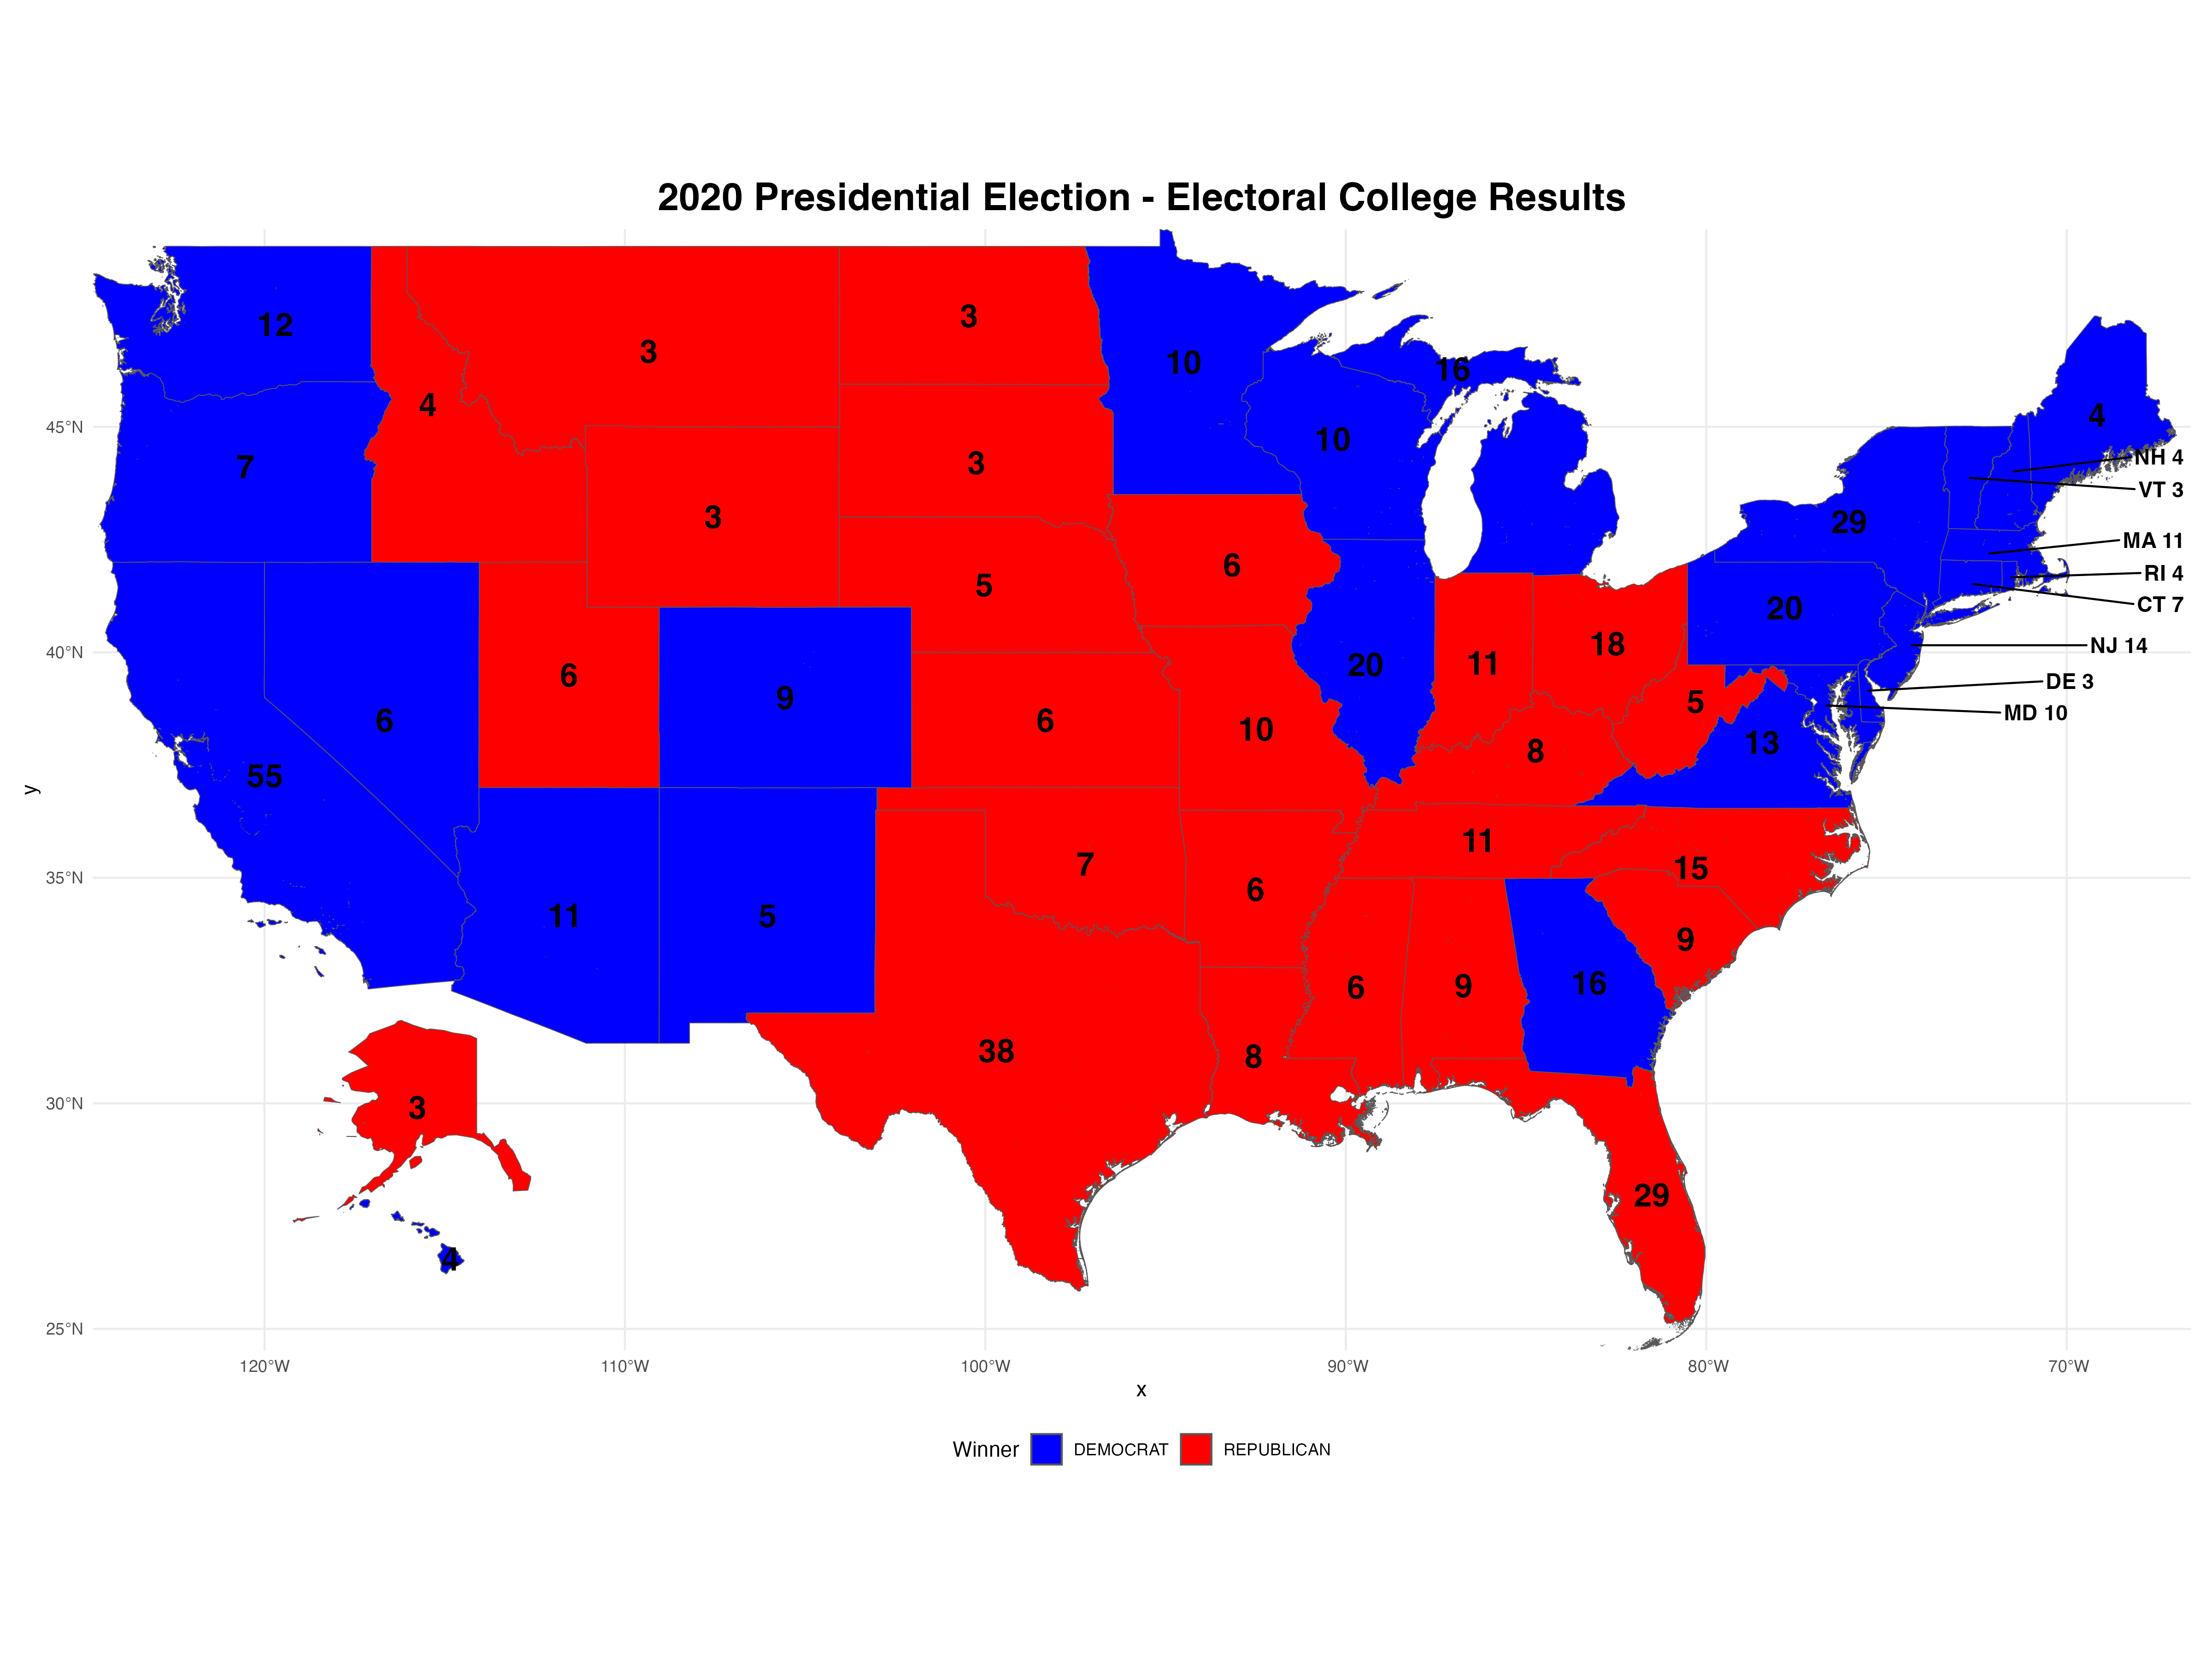 2020 Presidential Election - Electoral College Results
12
3
3
10
16
4
4
45°N
10
7
3
NH 4
VT 3
3
29
MA 11
6
RI 4
5
CT 7
20
40°N
18
NJ 14
11
20
6
DE 3
9
5
MD 10
6
6
10
13
8
55
y
11
7
15
35°N
6
11
5
9
16
6
9
38
8
30°N
3
29
4
25°N
120°W 110°W 100°W 90°W 80°W 70°W
x
Winner DEMOCRAT REPUBLICAN